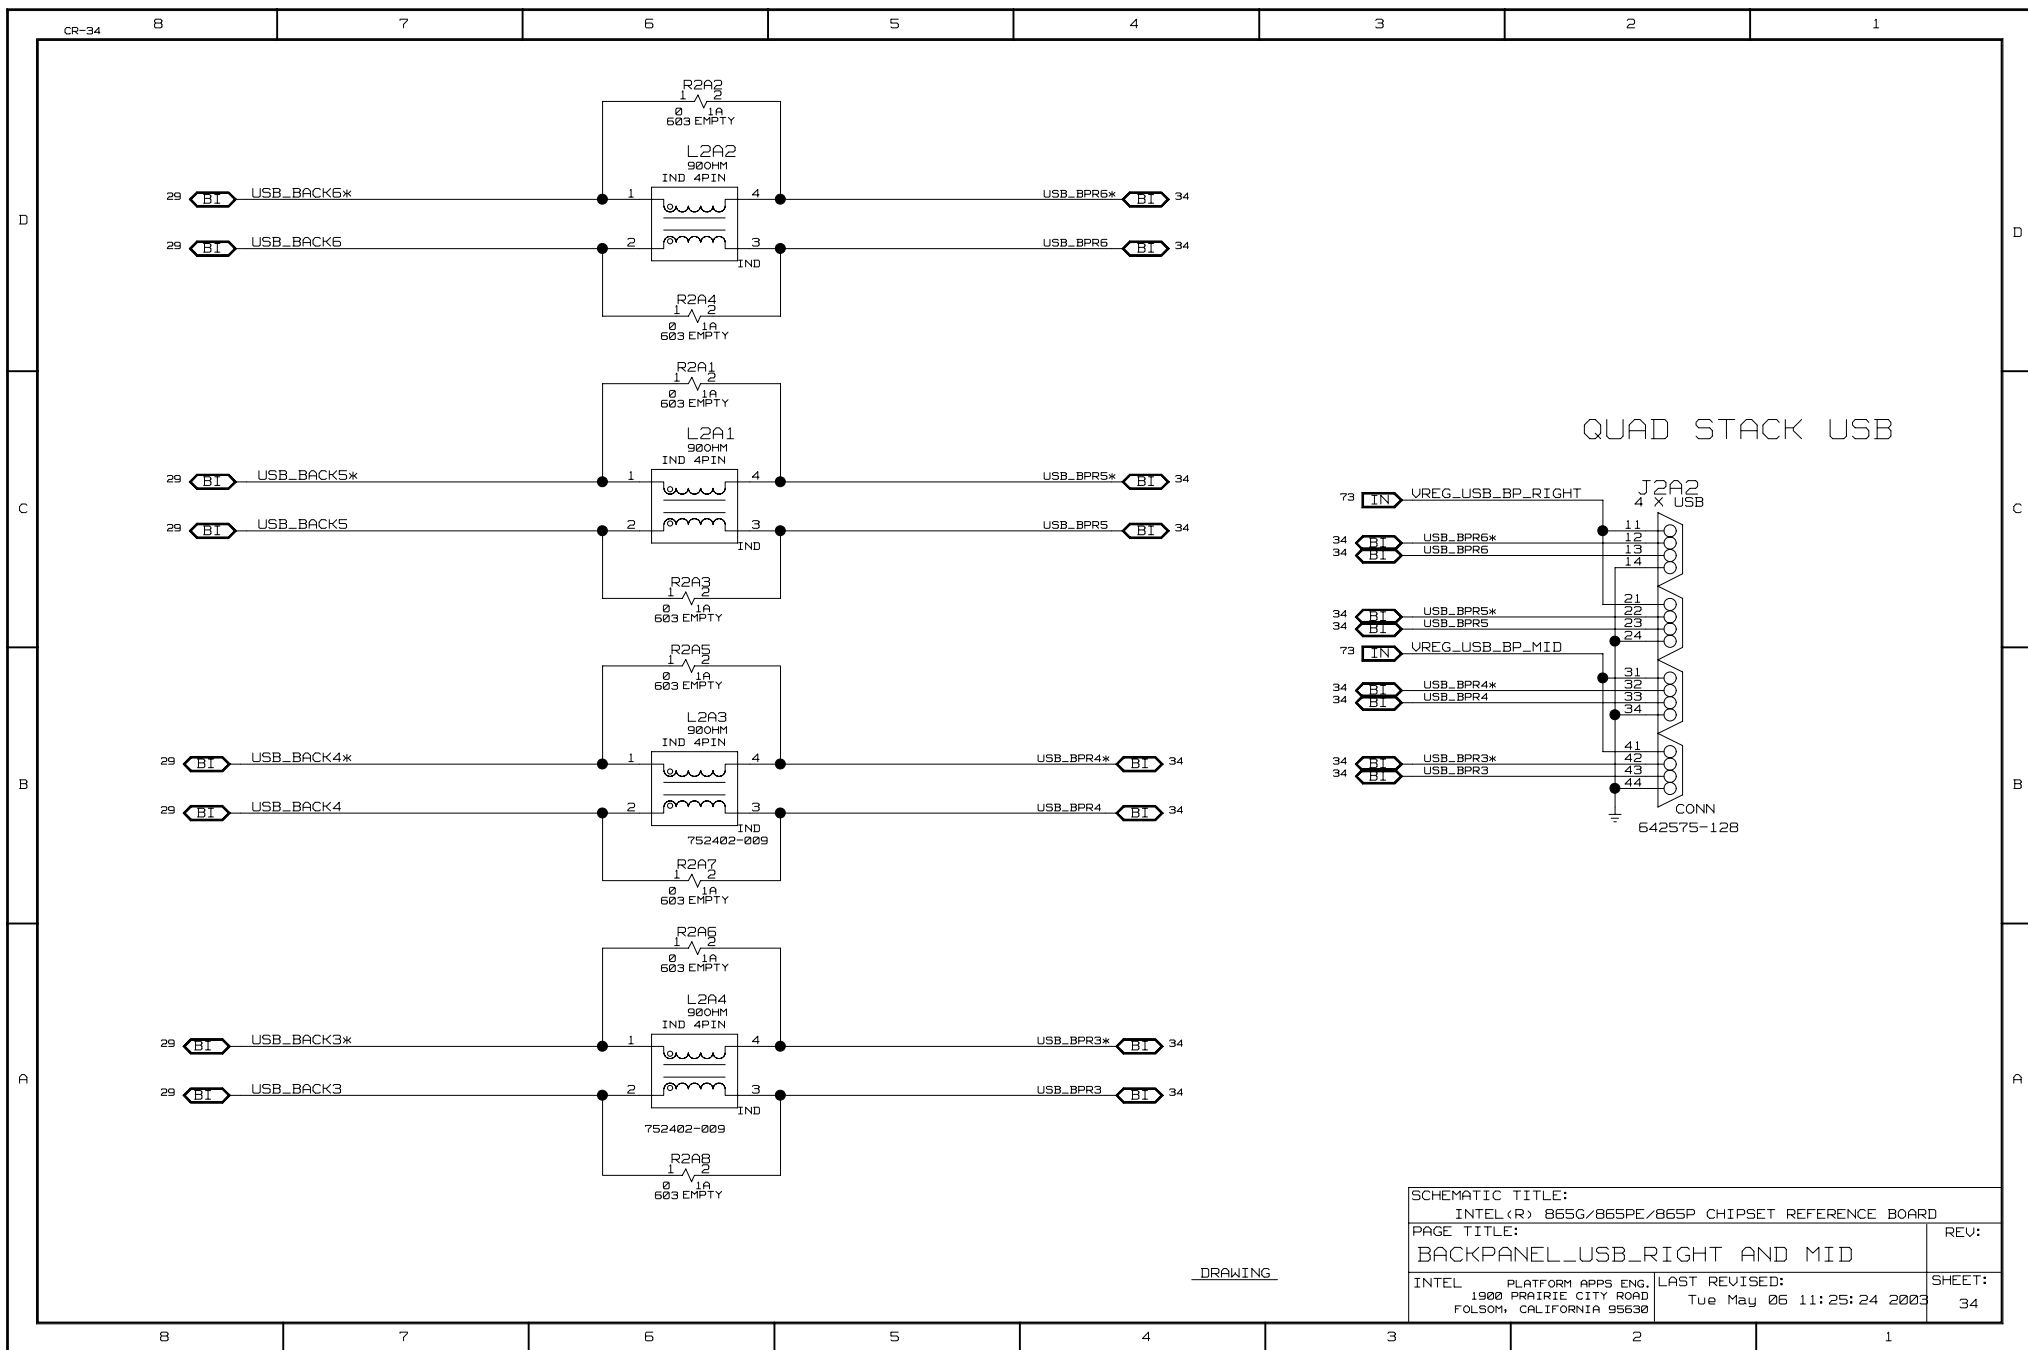 CR-34
8 7 6 5 4 3 2 1
D
C
B
A
R2A2
1 2
0 1A
603 EMPTY
L2A2
90OHM
IND 4PIN
29 BI USB_BACK6* 1 4 USB_BPR6* BI 34
29 BI USB_BACK6 2 3 USB_BPR6 BI 34
IND
R2A4
1 2
0 1A
603 EMPTY
R2A1
1 2
0 1A
603 EMPTY
L2A1
90OHM
IND 4PIN
29 BI USB_BACK5* 1 4 USB_BPR5* BI 34
29 BI USB_BACK5 2 3 USB_BPR5 BI 34
IND
R2A3
1 2
0 1A
603 EMPTY
R2A5
1 2
0 1A
603 EMPTY
L2A3
90OHM
IND 4PIN
29 BI USB_BACK4* 1 4 USB_BPR4* BI 34
29 BI USB_BACK4 2 3 USB_BPR4 BI 34
IND
752402-009
R2A7
1 2
0 1A
603 EMPTY
R2A6
1 2
0 1A
603 EMPTY
L2A4
90OHM
IND 4PIN
29 BI USB_BACK3* 1 4 USB_BPR3* BI 34
29 BI USB_BACK3 2 3 USB_BPR3 BI 34
IND
752402-009
R2A8
1 2
0 1A
603 EMPTY
QUAD STACK USB
J2A2
4 X USB
73 IN VREG_USB_BP_RIGHT
11
34 BI USB_BPR6* 12
34 BI USB_BPR6 13
14
21
34 BI USB_BPR5* 22
34 BI USB_BPR5 23
24
73 IN VREG_USB_BP_MID
31
34 BI USB_BPR4* 32
34 BI USB_BPR4 33
34
41
34 BI USB_BPR3* 42
34 BI USB_BPR3 43
44
CONN
642575-128
D
C
B
A
DRAWING
SCHEMATIC TITLE:
INTEL(R) 865G/865PE/865P CHIPSET REFERENCE BOARD
PAGE TITLE:
BACKPANEL_USB_RIGHT AND MID
REV:
INTEL PLATFORM APPS ENG.
1900 PRAIRIE CITY ROAD
FOLSOM, CALIFORNIA 95630
LAST REVISED:
Tue May 06 11:25:24 2003
SHEET:
34
8 7 6 5 4 3 2 1